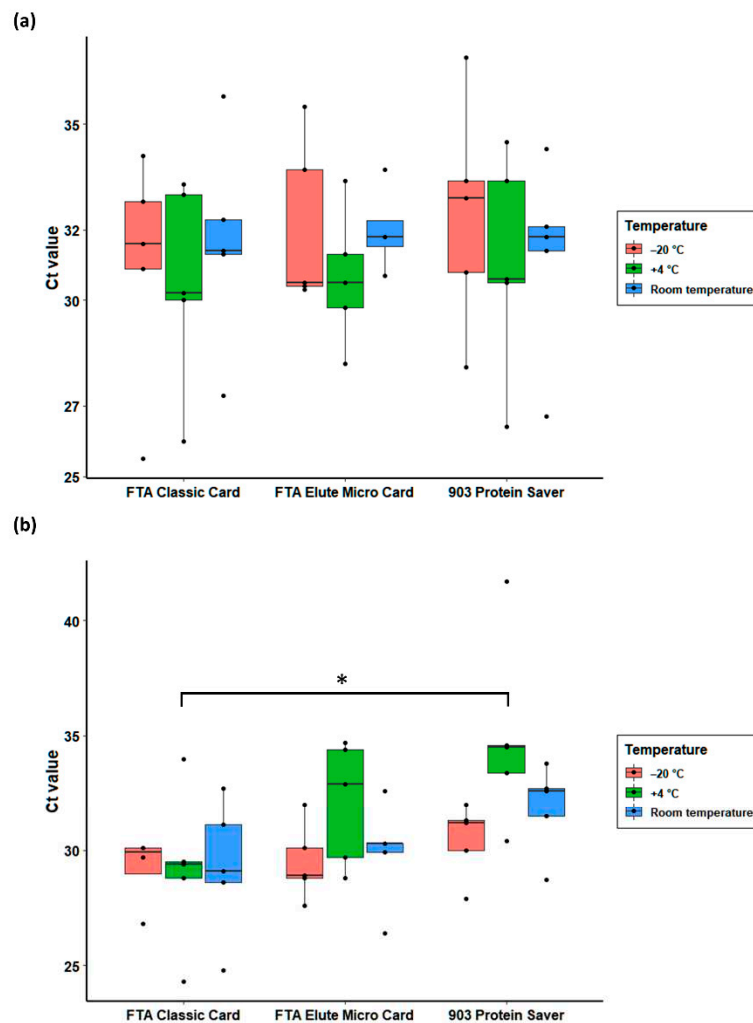 (a)
Ct value
35
32
30
27
25
FTA Classic Card
FTA Elute Micro Card
903 Protein Saver
Temperature
–20 °C
+4 °C
Room temperature
(b)
Ct value
40
35
30
25
*
FTA Classic Card
FTA Elute Micro Card
903 Protein Saver
Temperature
–20 °C
+4 °C
Room temperature